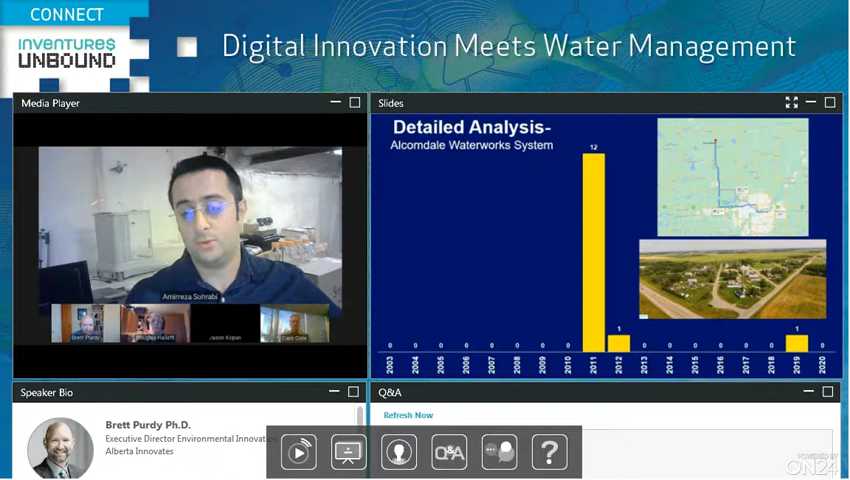 CONNECT
INVENTURES
UNBOUND
Digital Innovation Meets Water Management
Media Player
Slides
Detailed Analysis-
Alcomdale Waterworks System
12
1
1
0 0 0 0 0 0 0 0 0 0 0 0 0 0 0
2003 2004 2005 2006 2007 2008 2009 2010 2011 2012 2013 2014 2015 2016 2017 2018 2019 2020
Amirreza Sohrabi
Brett Purdy
Douglas Hallett
Jason Kopan
Cam Cote
Speaker Bio
Q&A
Refresh Now
Brett Purdy Ph.D.
Executive Director Environmental Innovation
Alberta Innovates
Q&A
?
POWERED BY
ON24